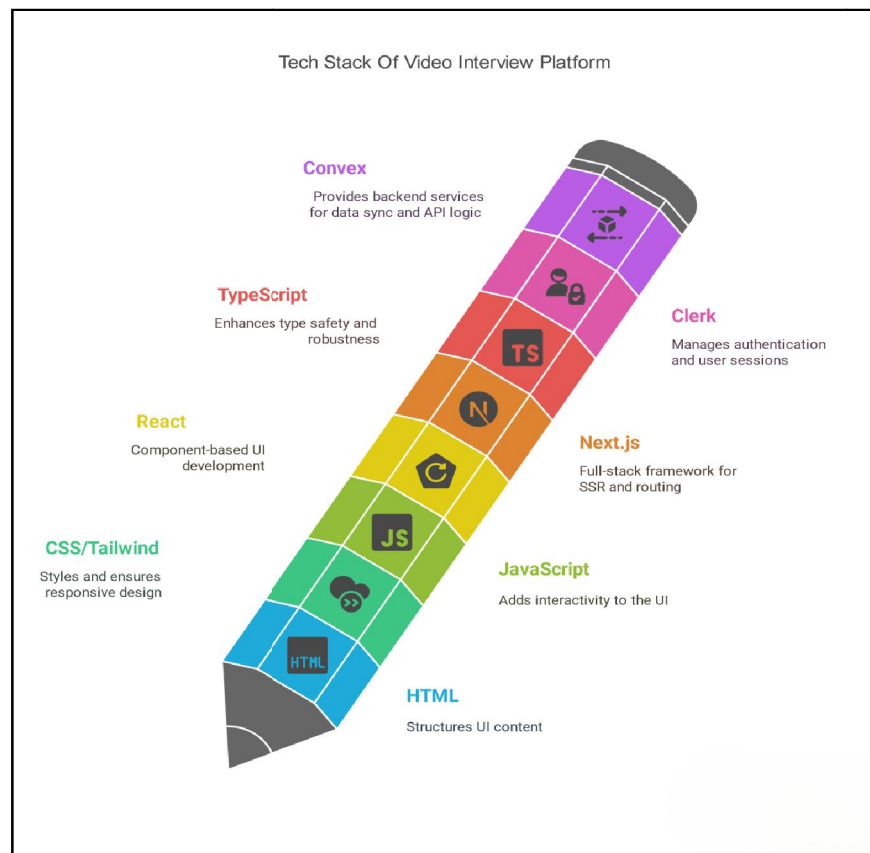 Tech Stack Of Video Interview Platform
Convex
Provides backend services
for data sync and API logic
TypeScript
Enhances type safety and
robustness
Clerk
Manages authentication
and user sessions
TS
N
React
Component-based UI
development
Next.js
Full-stack framework for
SSR and routing
JS
CSS/Tailwind
Styles and ensures
responsive design
JavaScript
Adds interactivity to the UI
HTML
HTML
Structures UI content